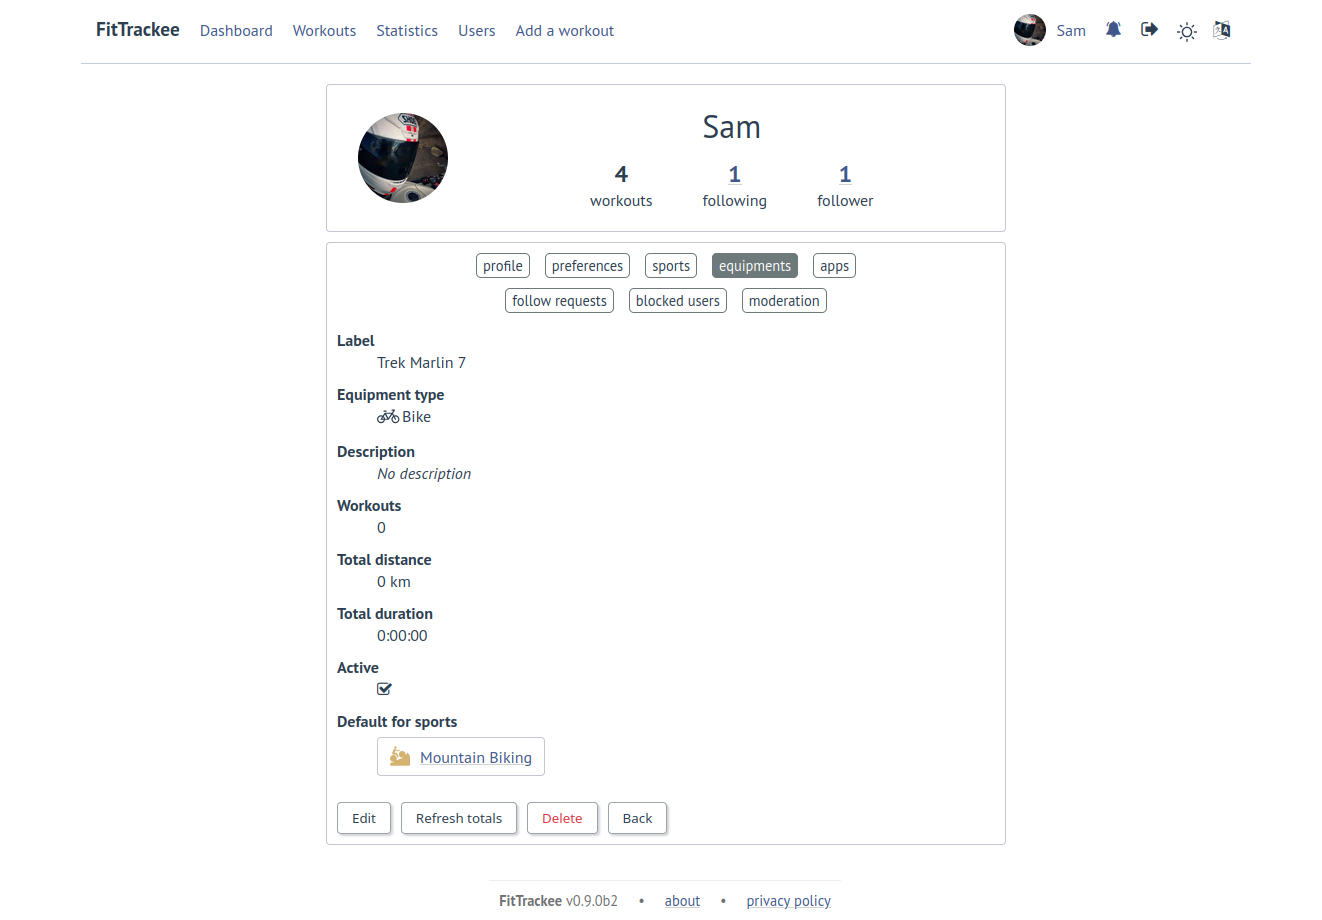 FitTrackee Dashboard Workouts Statistics Users Add a workout Sam
Sam
4 1 1
workouts following follower
profile preferences sports equipments apps
follow requests blocked users moderation
Label
Trek Marlin 7
Equipment type
Bike
Description
No description
Workouts
0
Total distance
0 km
Total duration
0:00:00
Active
Default for sports
Mountain Biking
Edit Refresh totals Delete Back
FitTrackee v0.9.0b2 • about • privacy policy